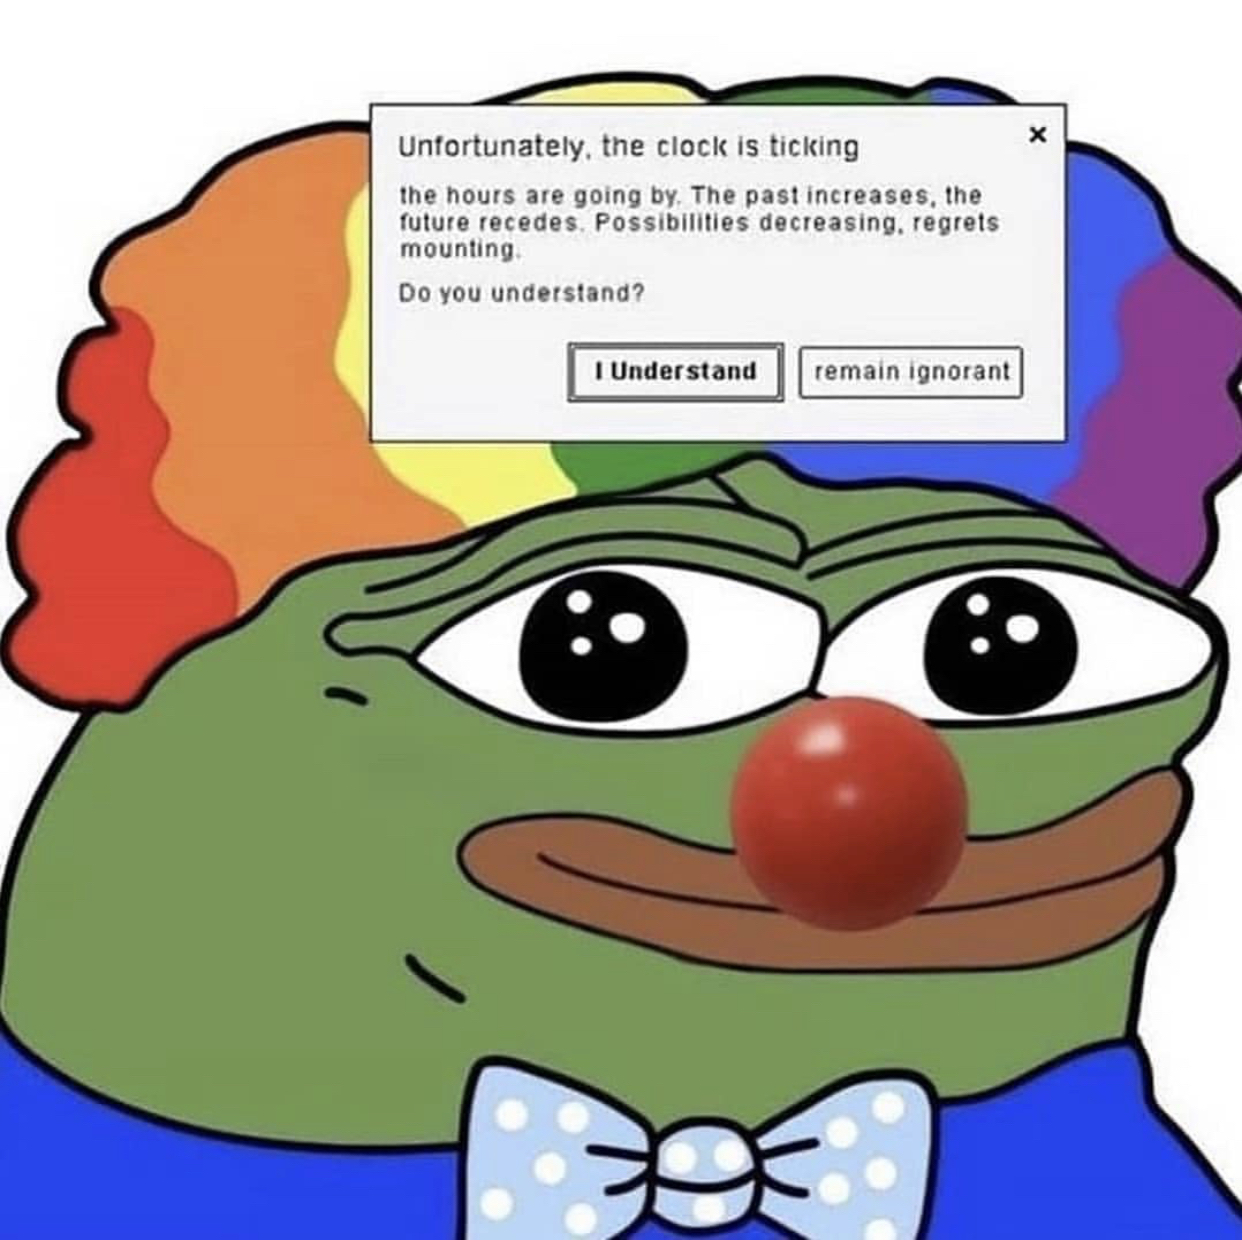 Unfortunately, the clock is ticking
the hours are going by. The past increases, the
future recedes. Possibilities decreasing, regrets
mounting.
Do you understand?
I Understand
remain ignorant